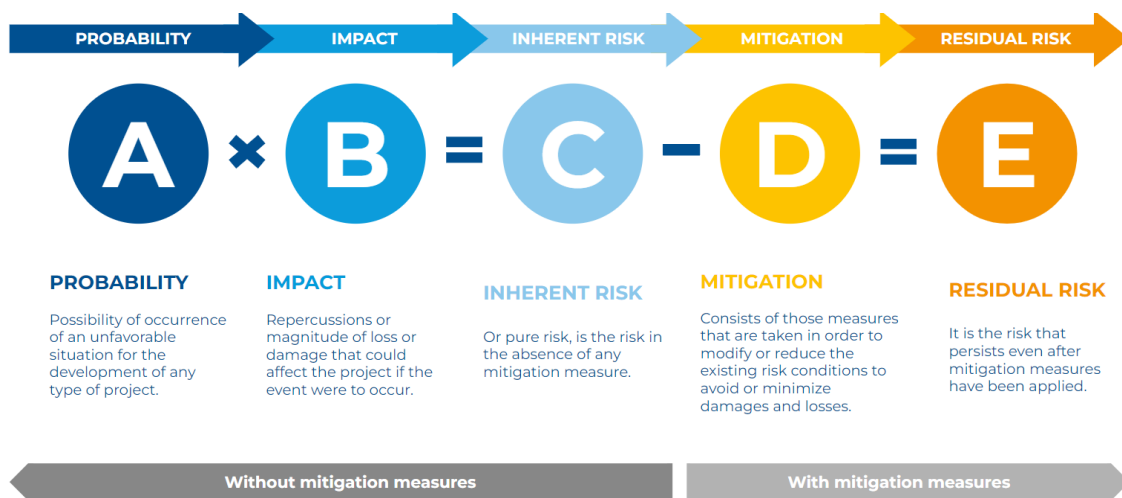 PROBABILITY
IMPACT
INHERENT RISK
MITIGATION
RESIDUAL RISK
A × B = C – D = E
PROBABILITY
Possibility of occurrence
of an unfavorable
situation for the
development of any
type of project.
IMPACT
Repercussions or
magnitude of loss or
damage that could
affect the project if the
event were to occur.
INHERENT RISK
Or pure risk, is the risk in
the absence of any
mitigation measure.
MITIGATION
Consists of those measures
that are taken in order to
modify or reduce the
existing risk conditions to
avoid or minimize
damages and losses.
RESIDUAL RISK
It is the risk that
persists even after
mitigation measures
have been applied.
Without mitigation measures
With mitigation measures